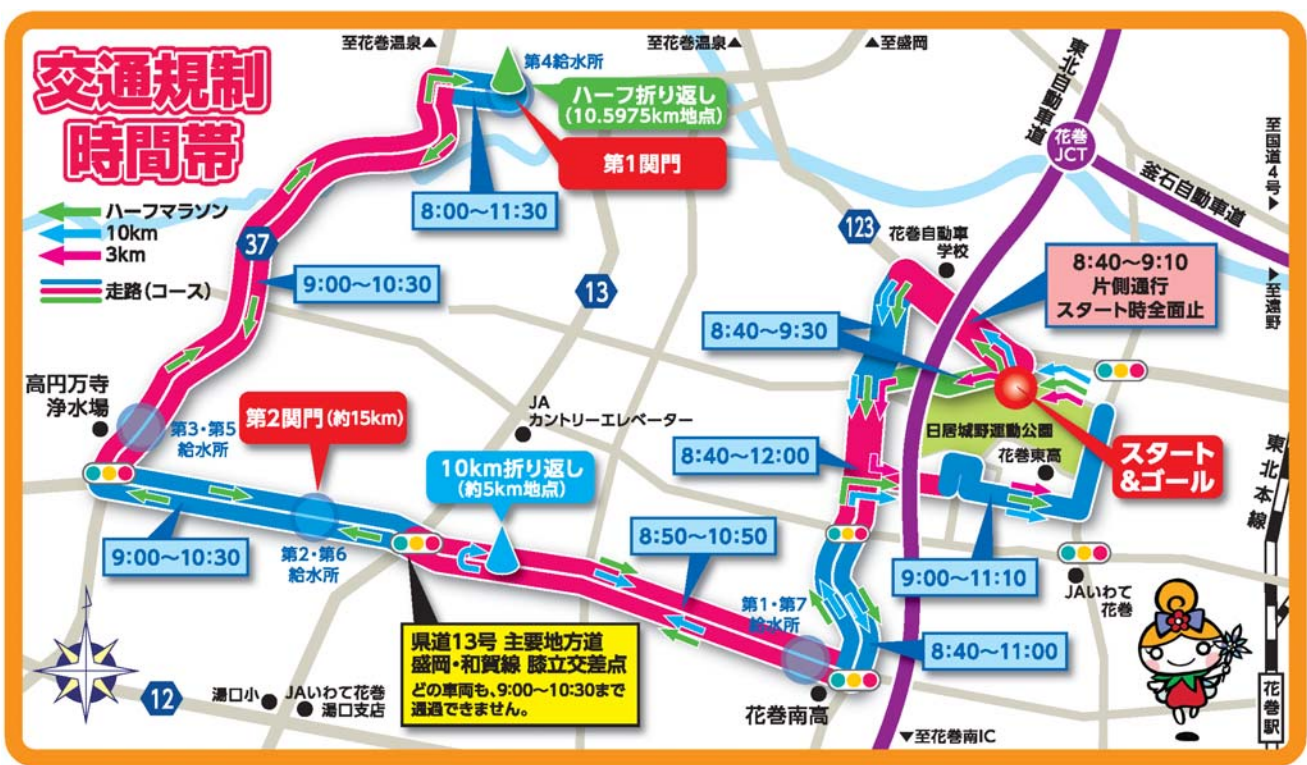 交通規制
時間帯
ハーフマラソン
10km
3km
走路(コース)
至花巻温泉▲
至花巻温泉▲
▲至盛岡
第4給水所
ハーフ折り返し
(10.5975km地点)
第1関門
8:00〜11:30
37
9:00〜10:30
13
123
花巻自動車
学校
東北自動車道
花巻
JCT
釜石自動車道
至国道4号▶
▶至遠野
8:40〜9:10
片側通行
スタート時全面止
8:40〜9:30
高円万寺
浄水場
第3・第5
給水所
第2関門(約15km)
JA
カントリーエレベーター
10km折り返し
(約5km地点)
8:40〜12:00
日居城野運動公園
花巻東高
スタート
&ゴール
東北本線
9:00〜10:30
第2・第6
給水所
8:50〜10:50
9:00〜11:10
JAいわて
花巻
第1・第7
給水所
8:40〜11:00
県道13号 主要地方道
盛岡・和賀線 膝立交差点
どの車両も、9:00〜10:30まで
通過できません。
12
湯口小
JAいわて花巻
湯口支店
花巻南高
▼至花巻南IC
花巻駅